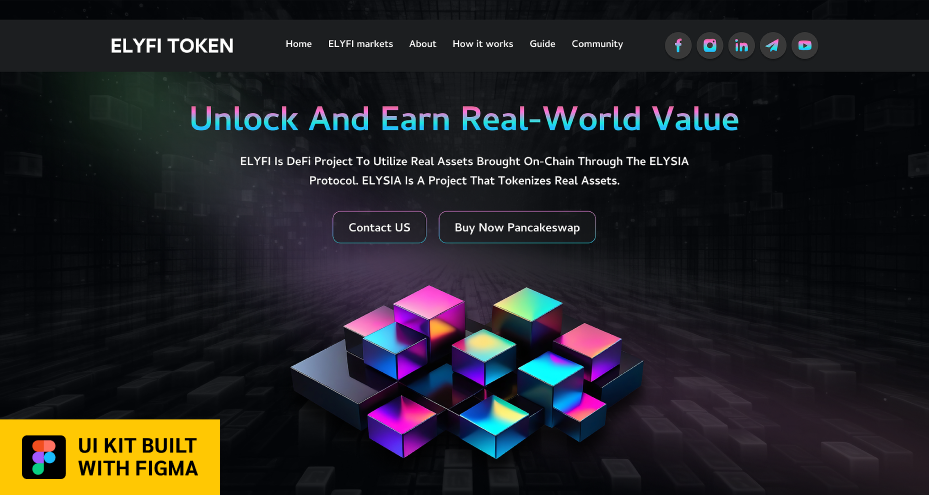 ELYFI TOKEN
Home ELYFI markets About How it works Guide Community
Unlock And Earn Real-World Value
ELYFI Is DeFi Project To Utilize Real Assets Brought On-Chain Through The ELYSIA
Protocol. ELYSIA Is A Project That Tokenizes Real Assets.
Contact US Buy Now Pancakeswap
UI KIT BUILT
WITH FIGMA